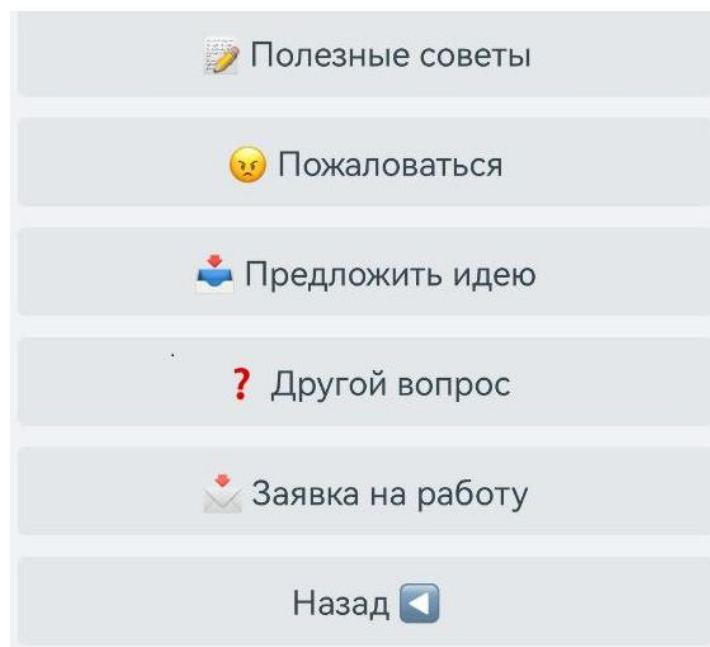 Полезные советы
Пожаловаться
Предложить идею
Другой вопрос
Заявка на работу
Назад